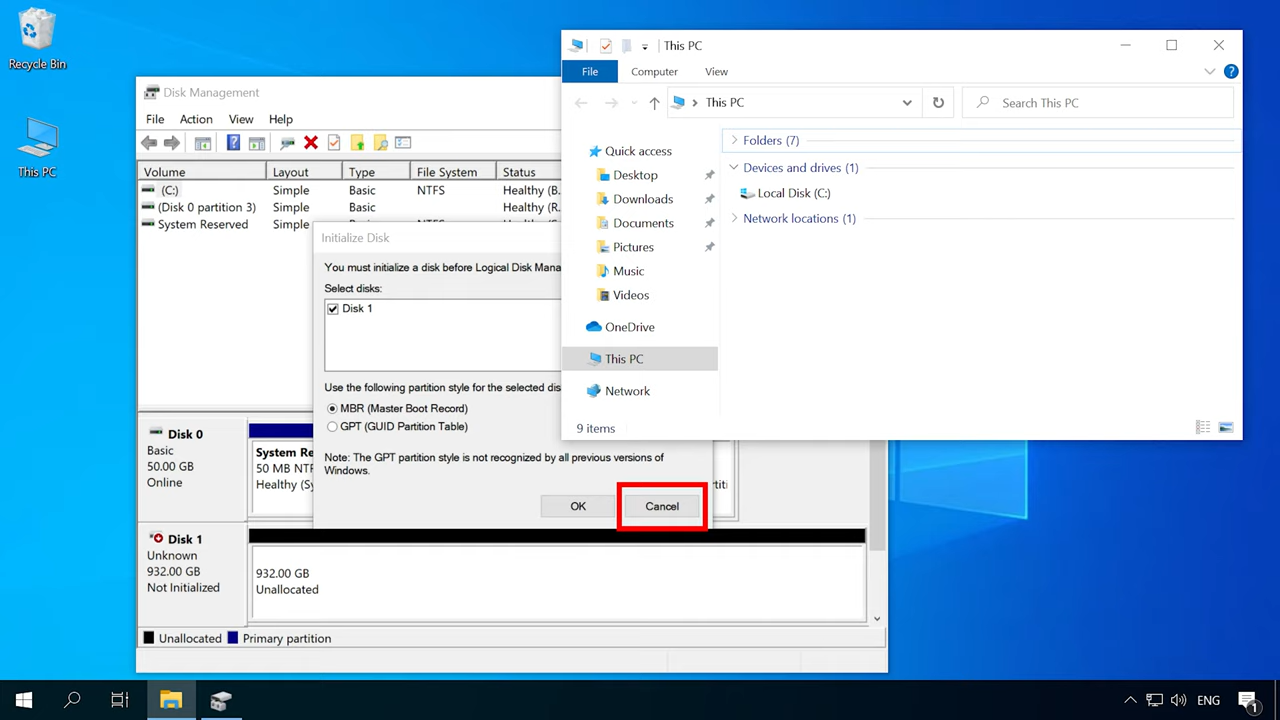 Recycle Bin
This PC
Disk Management
File Action View Help
Volume Layout Type File System Status
(C:) Simple Basic NTFS Healthy (B.
(Disk 0 partition 3) Simple Basic Healthy (R.
System Reserved Simple
Initialize Disk
You must initialize a disk before Logical Disk Mana
Select disks:
Disk 1
Use the following partition style for the selected dis
MBR (Master Boot Record)
GPT (GUID Partition Table)
Note: The GPT partition style is not recognized by all previous versions of
Windows.
OK
Cancel
Disk 0
Basic
50.00 GB
Online
System Re
50 MB NTF
Healthy (Sy
Disk 1
Unknown
932.00 GB
Not Initialized
932.00 GB
Unallocated
Unallocated Primary partition
This PC
File Computer View
This PC
Search This PC
Quick access
Desktop
Downloads
Documents
Pictures
Music
Videos
OneDrive
This PC
Network
Folders (7)
Devices and drives (1)
Local Disk (C:)
Network locations (1)
9 items
ENG
1